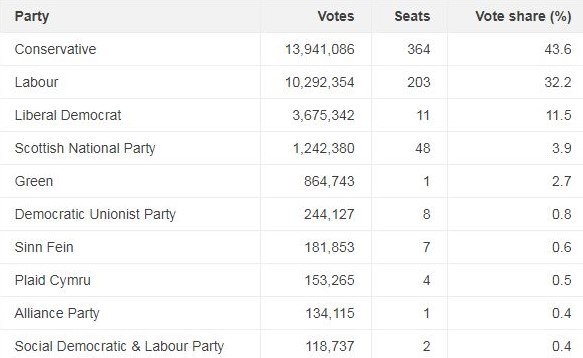 Party Votes Seats Vote share (%)
Conservative 13,941,086 364 43.6
Labour 10,292,354 203 32.2
Liberal Democrat 3,675,342 11 11.5
Scottish National Party 1,242,380 48 3.9
Green 864,743 1 2.7
Democratic Unionist Party 244,127 8 0.8
Sinn Fein 181,853 7 0.6
Plaid Cymru 153,265 4 0.5
Alliance Party 134,115 1 0.4
Social Democratic & Labour Party 118,737 2 0.4